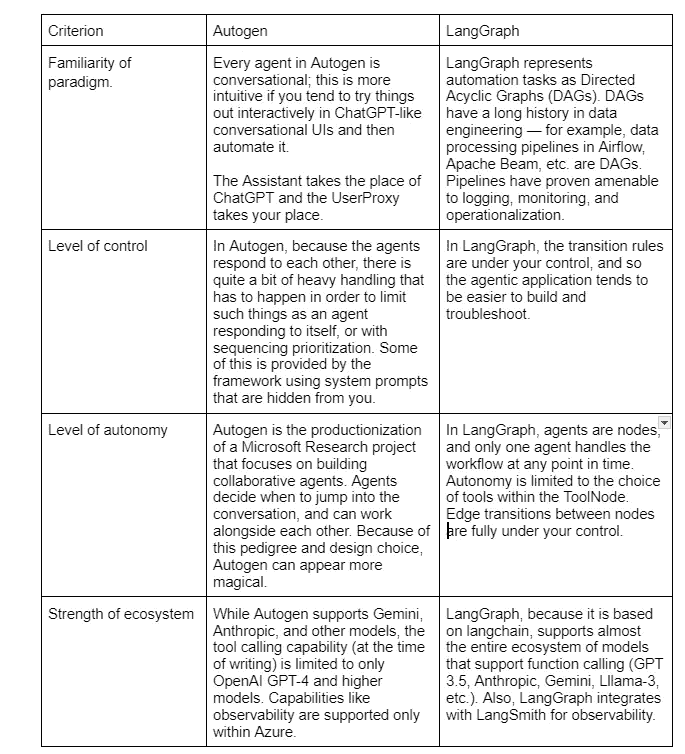 Criterion
Autogen
LangGraph
Familiarity of
paradigm.
Every agent in Autogen is
conversational; this is more
intuitive if you tend to try things
out interactively in ChatGPT-like
conversational UIs and then
automate it.
The Assistant takes the place of
ChatGPT and the UserProxy
takes your place.
LangGraph represents
automation tasks as Directed
Acyclic Graphs (DAGs). DAGs
have a long history in data
engineering — for example, data
processing pipelines in Airflow,
Apache Beam, etc. are DAGs.
Pipelines have proven amenable
to logging, monitoring, and
operationalization.
Level of control
In Autogen, because the agents
respond to each other, there is
quite a bit of heavy handling that
has to happen in order to limit
such things as an agent
responding to itself, or with
sequencing prioritization. Some
of this is provided by the
framework using system prompts
that are hidden from you.
In LangGraph, the transition rules
are under your control, and so
the agentic application tends to
be easier to build and
troubleshoot.
Level of autonomy
Autogen is the productionization
of a Microsoft Research project
that focuses on building
collaborative agents. Agents
decide when to jump into the
conversation, and can work
alongside each other. Because of
this pedigree and design choice,
Autogen can appear more
magical.
In LangGraph, agents are nodes,
and only one agent handles the
workflow at any point in time.
Autonomy is limited to the choice
of tools within the ToolNode.
Edge transitions between nodes
are fully under your control.
Strength of ecosystem
While Autogen supports Gemini,
Anthropic, and other models, the
tool calling capability (at the time
of writing) is limited to only
OpenAI GPT-4 and higher
models. Capabilities like
observability are supported only
within Azure.
LangGraph, because it is based
on langchain, supports almost
the entire ecosystem of models
that support function calling (GPT
3.5, Anthropic, Gemini, Lllama-3,
etc.). Also, LangGraph integrates
with LangSmith for observability.